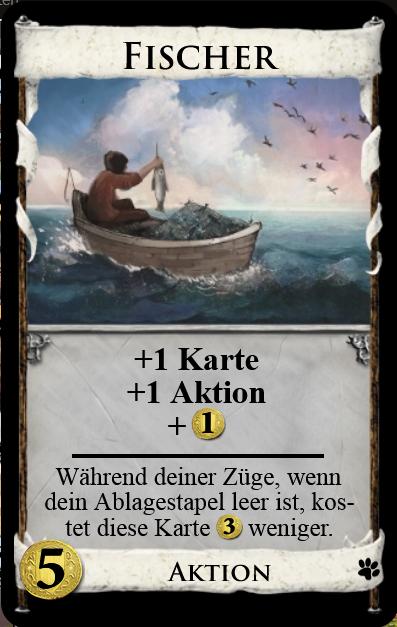 FISCHER
+1 Karte
+1 Aktion
+ 1
Während deiner Züge, wenn
dein Ablagestapel leer ist, kos-
tet diese Karte 3 weniger.
5
AKTION